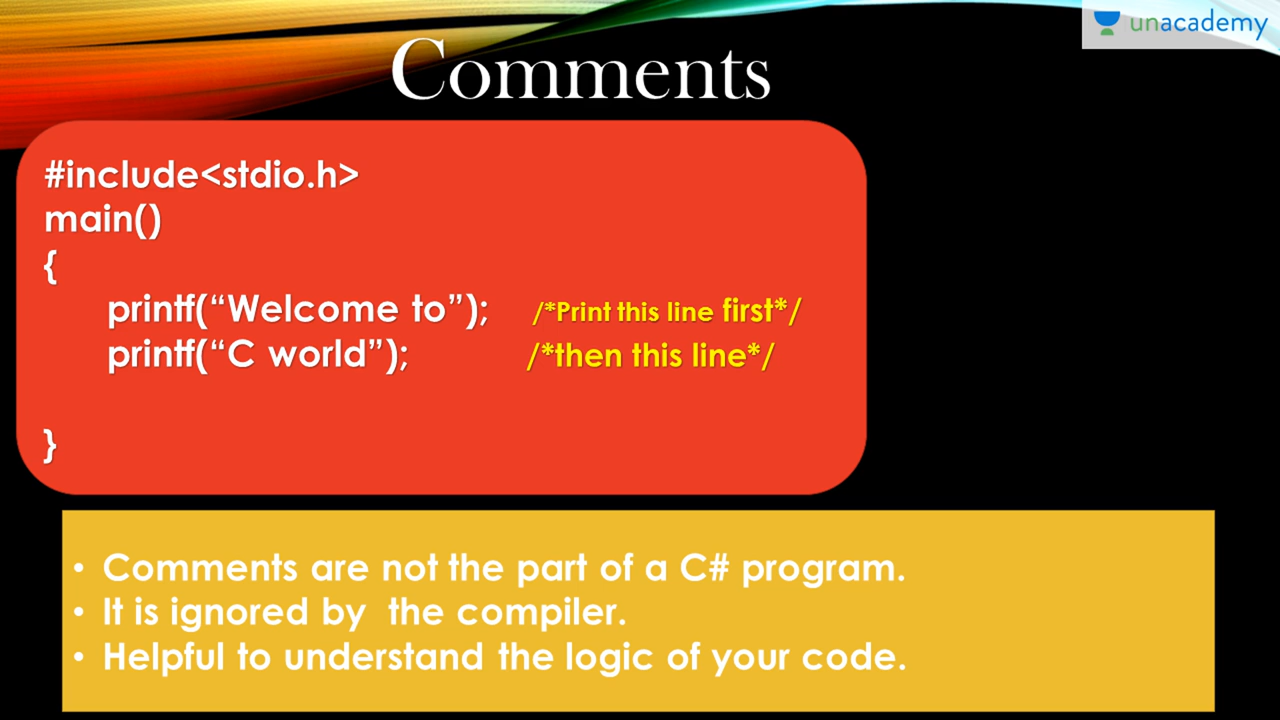 unacademy
Comments
#include<stdio.h>
main()
{
printf(“Welcome to”); /*Print this line first*/
printf(“C world”); /*then this line*/
}
• Comments are not the part of a C# program.
• It is ignored by the compiler.
• Helpful to understand the logic of your code.